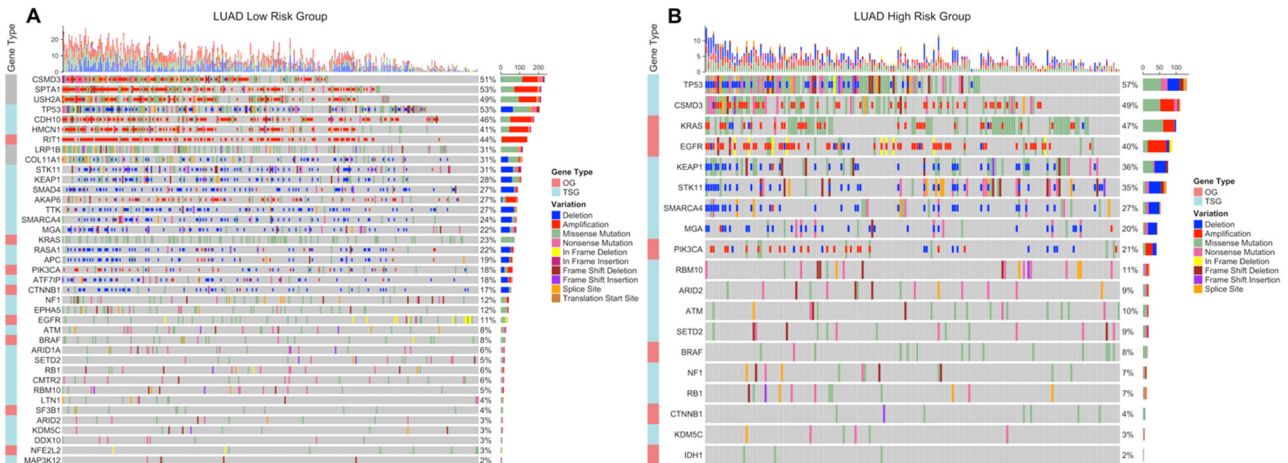 A
LUAD Low Risk Group
Gene Type
20
10
0
0 100 200
CSMD3 51%
SPTA1 53%
USH2A 49%
TP53 53%
CDH10 46%
HMCN1 41%
RIT1 44%
LRP1B 31%
COL11A1 31%
STK11 31%
KEAP1 28%
SMAD4 27%
AKAP6 27%
TTK 27%
SMARCA4 24%
MGA 22%
KRAS 23%
RASA1 22%
APC 19%
PIK3CA 18%
ATF7IP 18%
CTNNB1 17%
NF1 12%
EPHA5 12%
EGFR 11%
ATM 8%
BRAF 8%
ARID1A 6%
SETD2 5%
RB1 6%
CMTR2 6%
RBM10 5%
LTN1 4%
SF3B1 4%
ARID2 3%
KDM5C 3%
DDX10 3%
NFE2L2 3%
MAP3K12 2%
Gene Type
OG
TSG
Variation
Deletion
Amplification
Missense Mutation
Nonsense Mutation
In Frame Deletion
In Frame Insertion
Frame Shift Deletion
Frame Shift Insertion
Splice Site
Translation Start Site
B
LUAD High Risk Group
Gene Type
10
5
0
0 50 100
TP53 57%
CSMD3 49%
KRAS 47%
EGFR 40%
KEAP1 36%
STK11 35%
SMARCA4 27%
MGA 20%
PIK3CA 21%
RBM10 11%
ARID2 9%
ATM 10%
SETD2 9%
BRAF 8%
NF1 7%
RB1 7%
CTNNB1 4%
KDM5C 3%
IDH1 2%
Gene Type
OG
TSG
Variation
Deletion
Amplification
Missense Mutation
Nonsense Mutation
In Frame Deletion
Frame Shift Deletion
Frame Shift Insertion
Splice Site